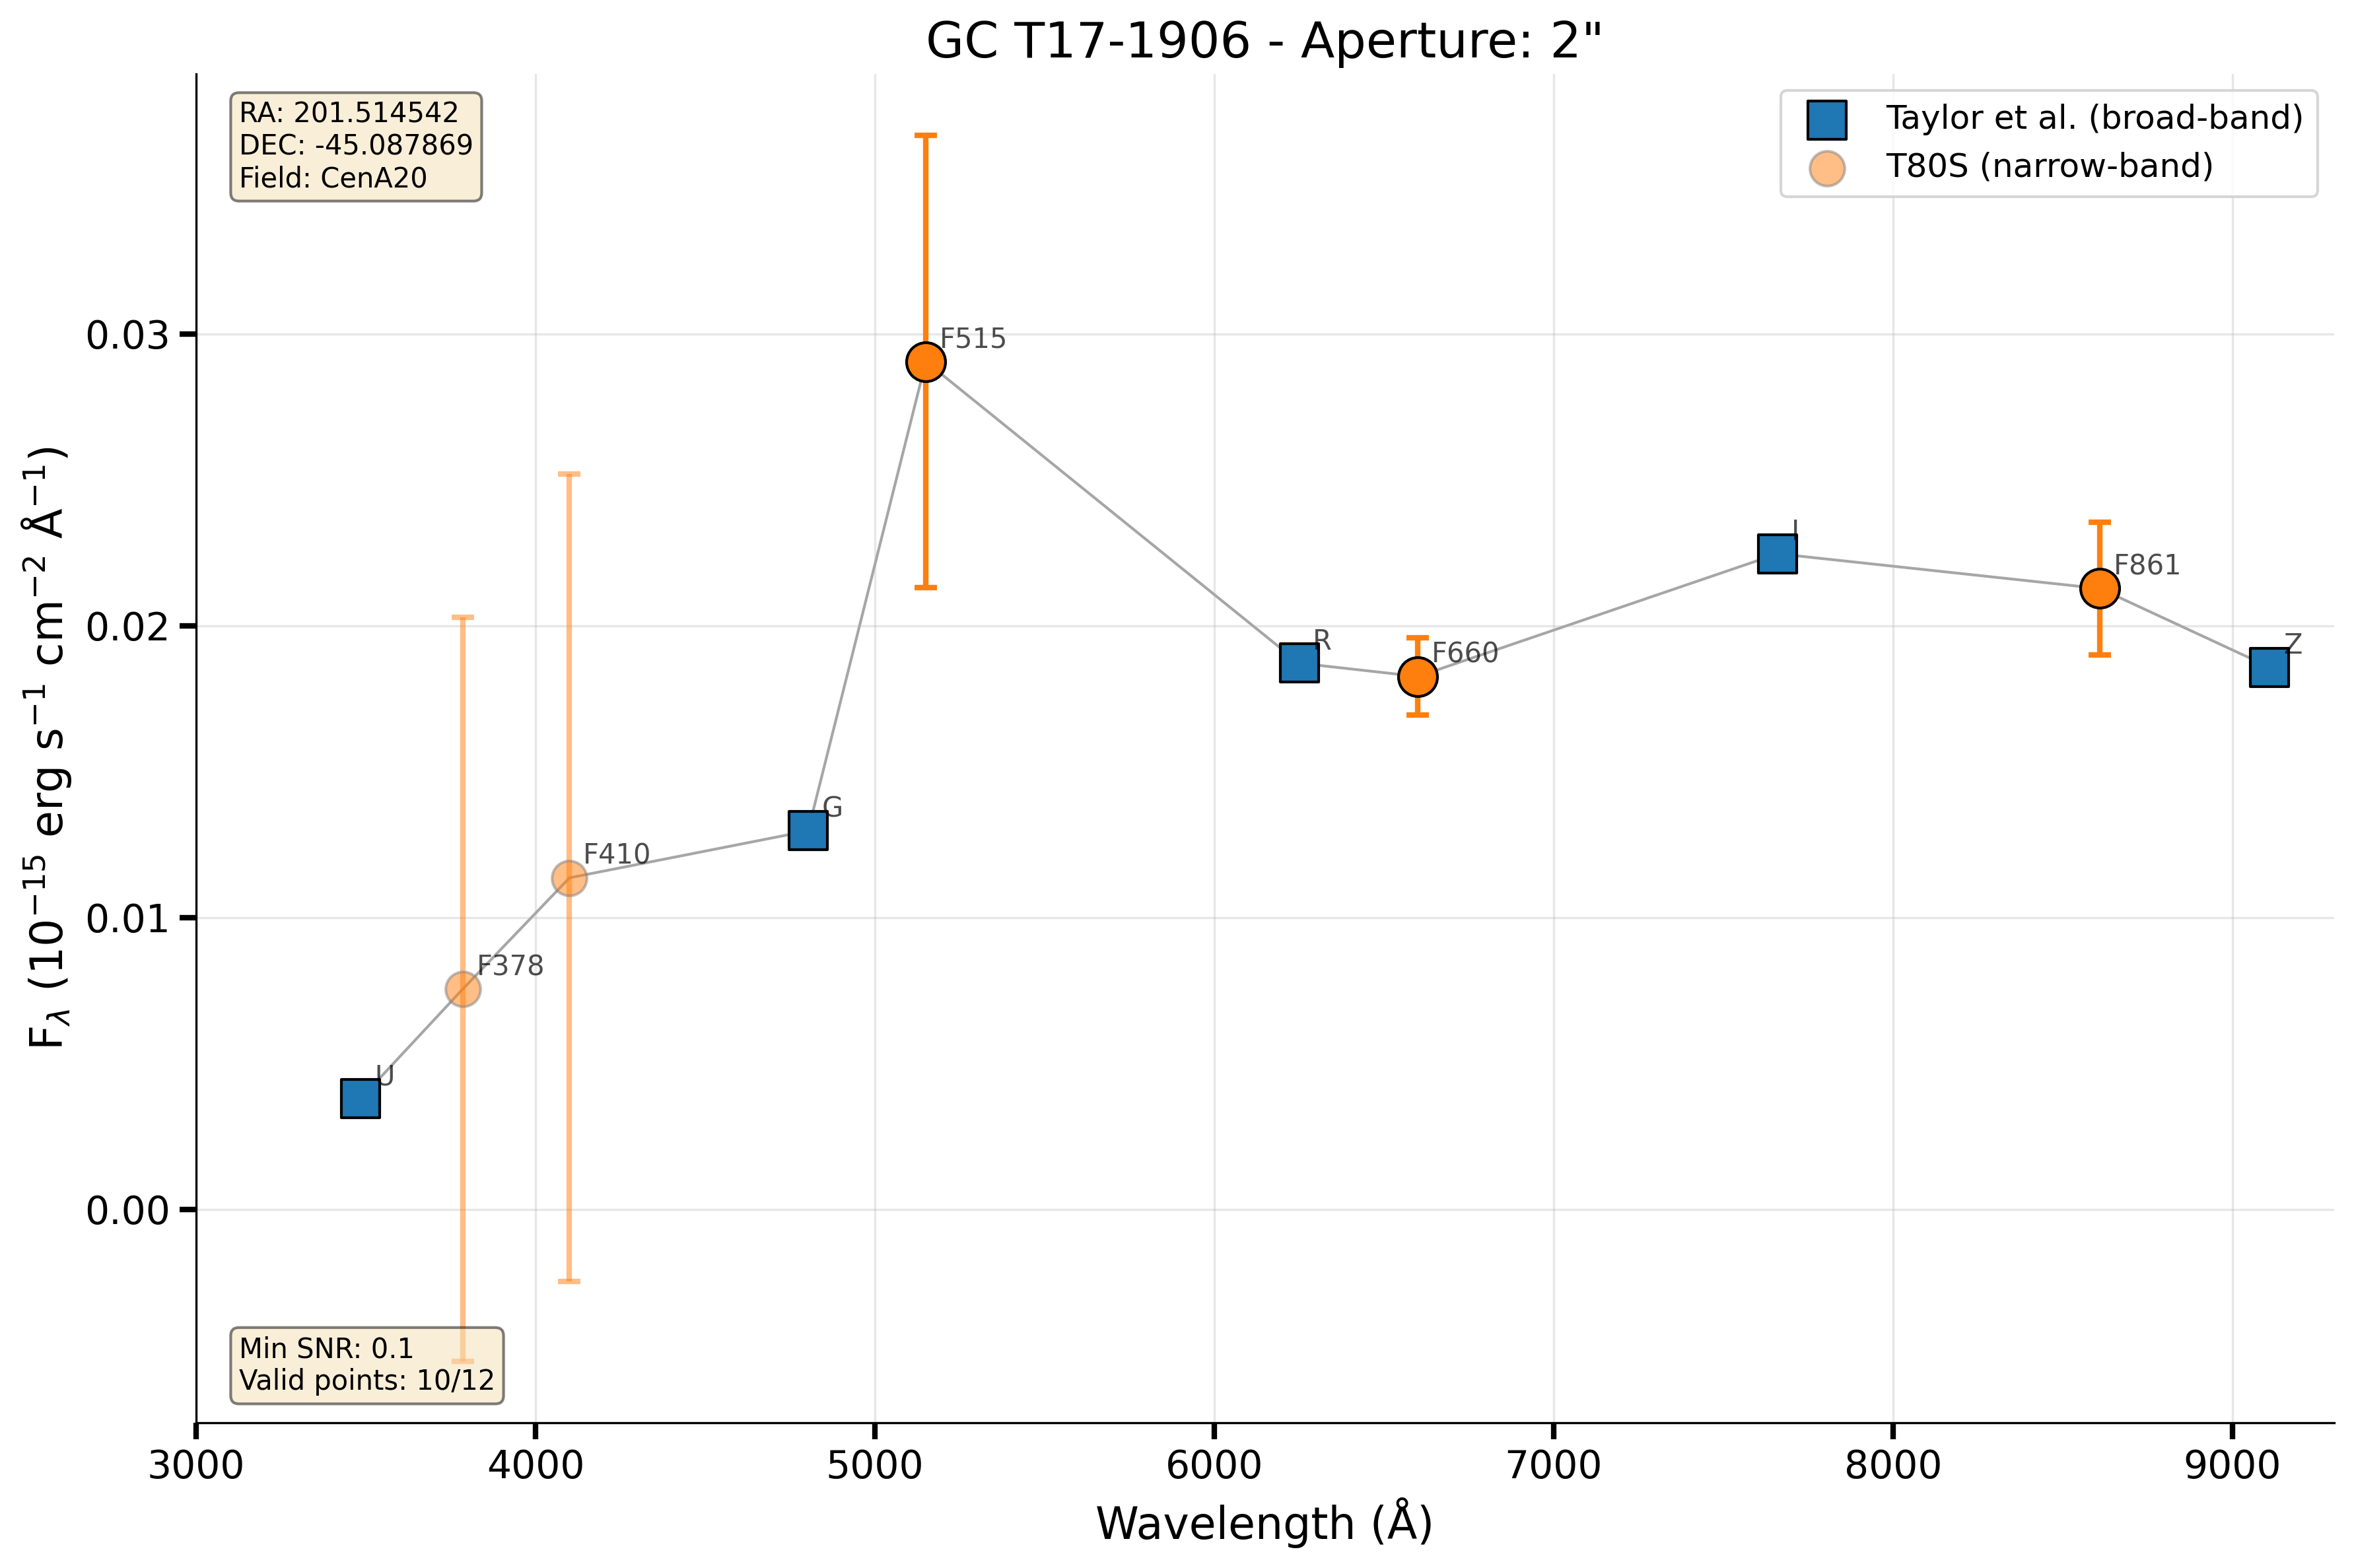 GC T17-1906 - Aperture: 2"
RA: 201.514542
DEC: -45.087869
Field: CenA20
Taylor et al. (broad-band)
T80S (narrow-band)
F515
I
F861
R
F660
Z
G
F410
F378
U
Min SNR: 0.1
Valid points: 10/12
0.03
0.02
0.01
0.00
F_λ (10⁻¹⁵ erg s⁻¹ cm⁻² Å⁻¹)
3000 4000 5000 6000 7000 8000 9000
Wavelength (Å)